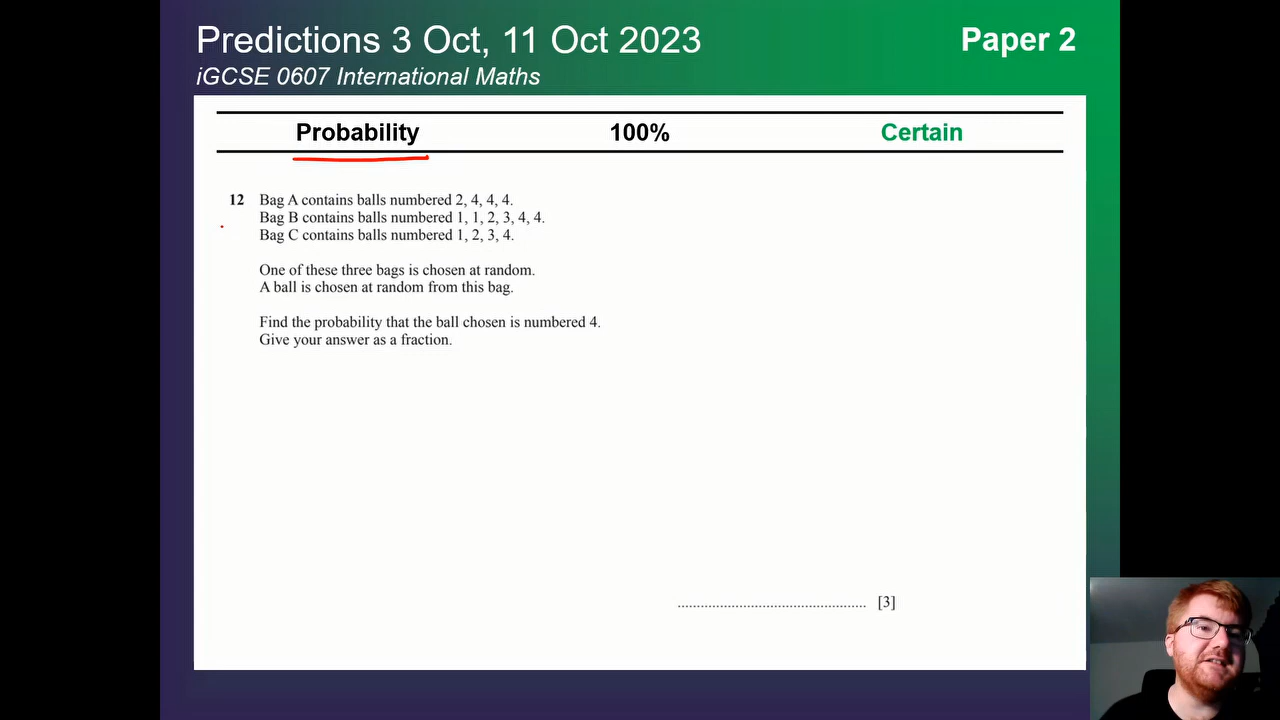 Predictions 3 Oct, 11 Oct 2023
Paper 2
iGCSE 0607 International Maths
Probability 100% Certain
12 Bag A contains balls numbered 2, 4, 4, 4.
Bag B contains balls numbered 1, 1, 2, 3, 4, 4.
Bag C contains balls numbered 1, 2, 3, 4.
One of these three bags is chosen at random.
A ball is chosen at random from this bag.
Find the probability that the ball chosen is numbered 4.
Give your answer as a fraction.
................................................. [3]